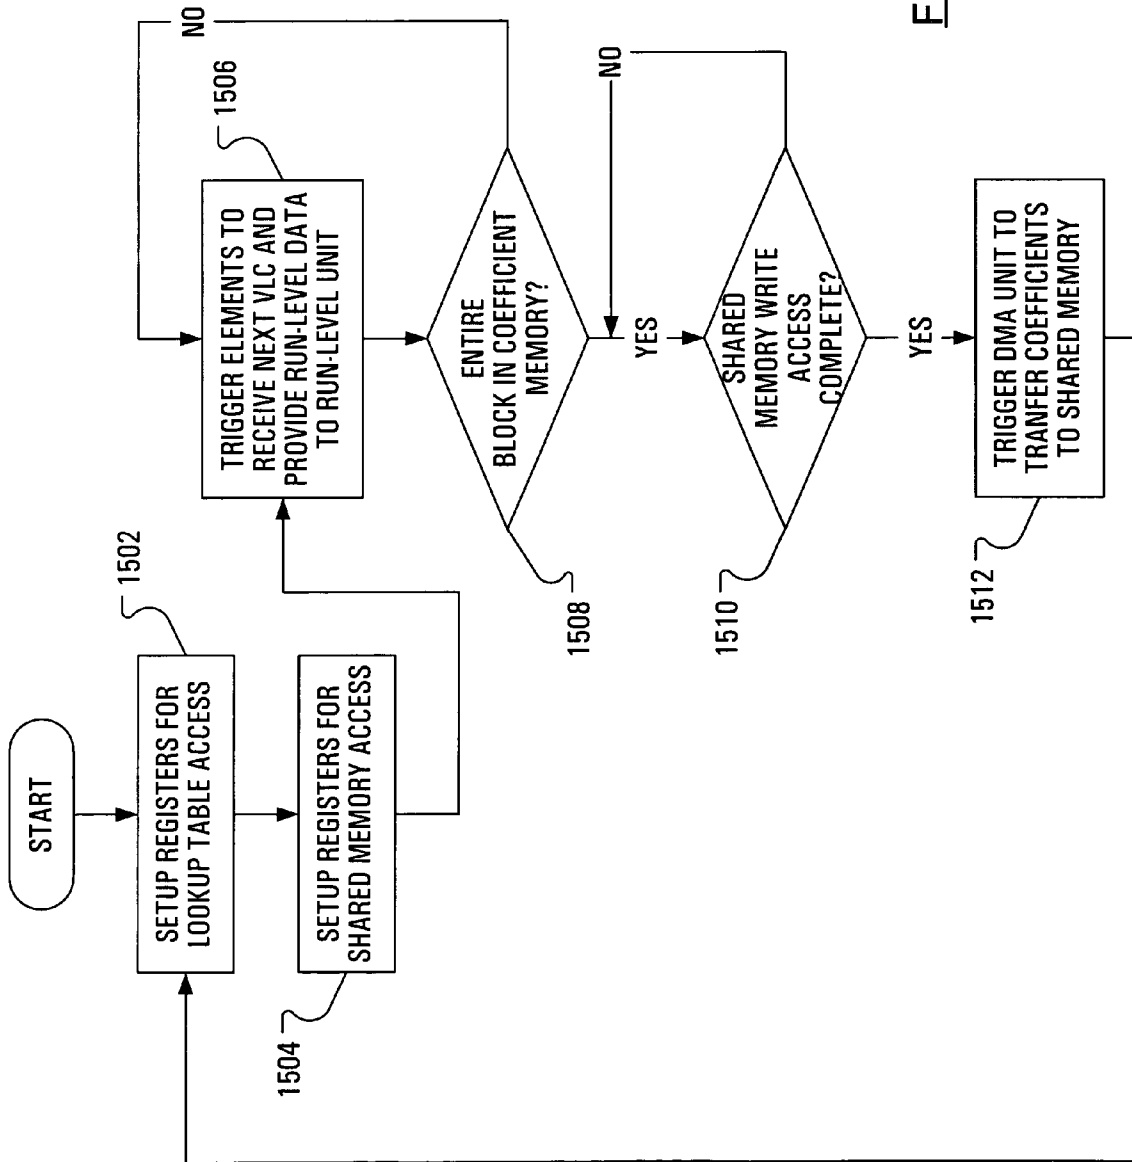 START
SETUP REGISTERS FOR
LOOKUP TABLE ACCESS
1502
SETUP REGISTERS FOR
SHARED MEMORY ACCESS
1504
TRIGGER ELEMENTS TO
RECEIVE NEXT VLC AND
PROVIDE RUN-LEVEL DATA
TO RUN-LEVEL UNIT
1506
NO
ENTIRE
BLOCK IN COEFFICIENT
MEMORY?
1508
YES
NO
SHARED
MEMORY WRITE
ACCESS
COMPLETE?
1510
YES
TRIGGER DMA UNIT TO
TRANFER COEFFICIENTS
TO SHARED MEMORY
1512